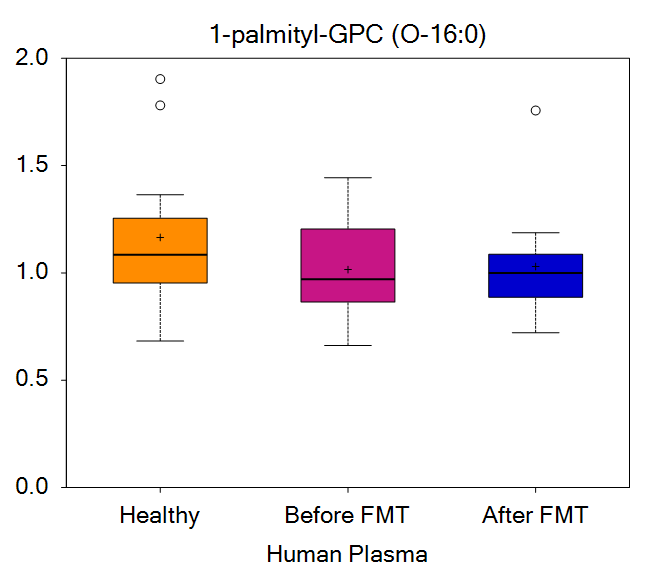 1-palmityl-GPC (O-16:0)
2.0
1.5
1.0
0.5
0.0
Healthy
Before FMT
After FMT
Human Plasma